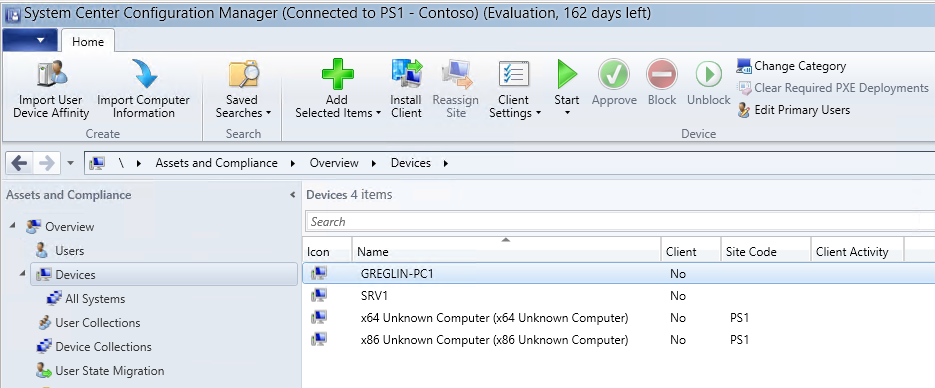 System Center Configuration Manager (Connected to PS1 - Contoso) (Evaluation, 162 days left)
Home
Import User Device Affinity
Import Computer Information
Create
Saved Searches
Search
Add Selected Items
Install Client
Reassign Site
Client Settings
Start
Approve
Block
Unblock
Change Category
Clear Required PXE Deployments
Edit Primary Users
Device
\ Assets and Compliance Overview Devices
Assets and Compliance
Overview
Users
Devices
All Systems
User Collections
Device Collections
User State Migration
Devices 4 items
Search
Icon Name Client Site Code Client Activity
GREGLIN-PC1 No
SRV1 No
x64 Unknown Computer (x64 Unknown Computer) No PS1
x86 Unknown Computer (x86 Unknown Computer) No PS1